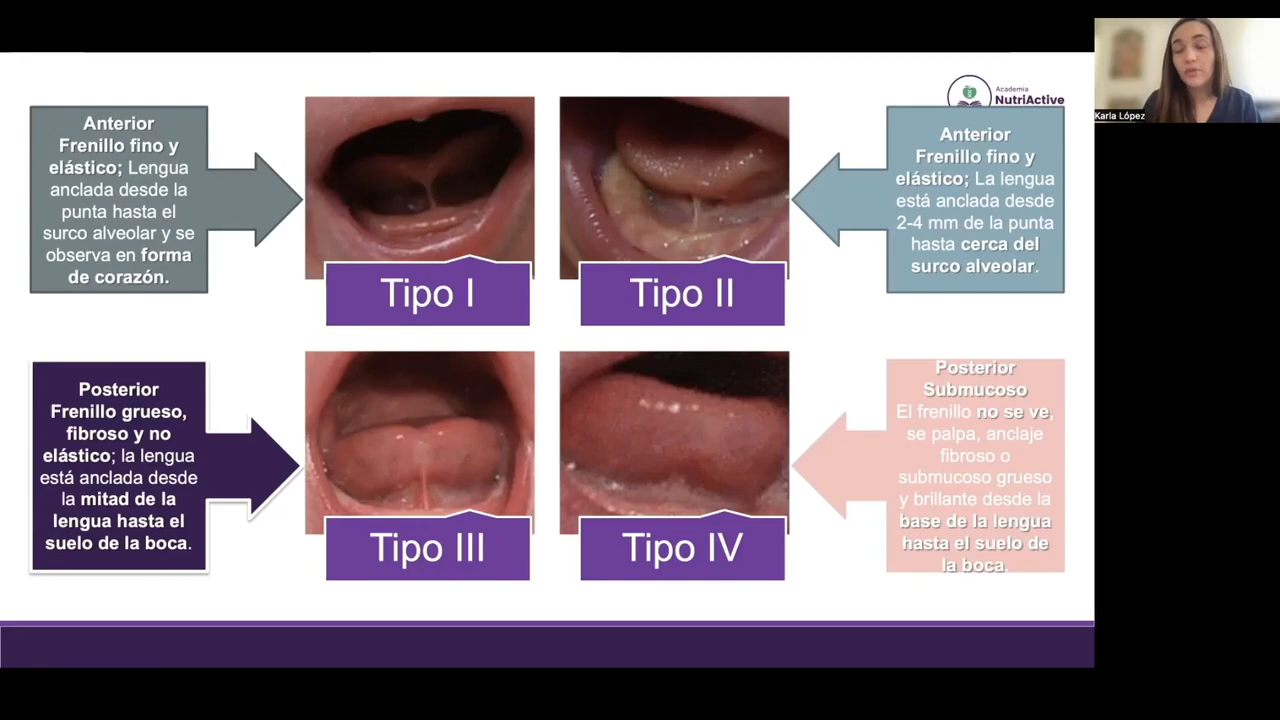 Academia
NutriActive
Karla López
Anterior
Frenillo fino y
elástico; Lengua
anclada desde la
punta hasta el
surco alveolar y se
observa en forma
de corazón.
Tipo I
Tipo II
Anterior
Frenillo fino y
elástico; La lengua
está anclada desde
2-4 mm de la punta
hasta cerca del
surco alveolar.
Posterior
Frenillo grueso,
fibroso y no
elástico; la lengua
está anclada desde
la mitad de la
lengua hasta el
suelo de la boca.
Tipo III
Tipo IV
Posterior
Submucoso
El frenillo no se ve,
se palpa, anclaje
fibroso o
submucoso grueso
y brillante desde la
base de la lengua
hasta el suelo de
la boca.